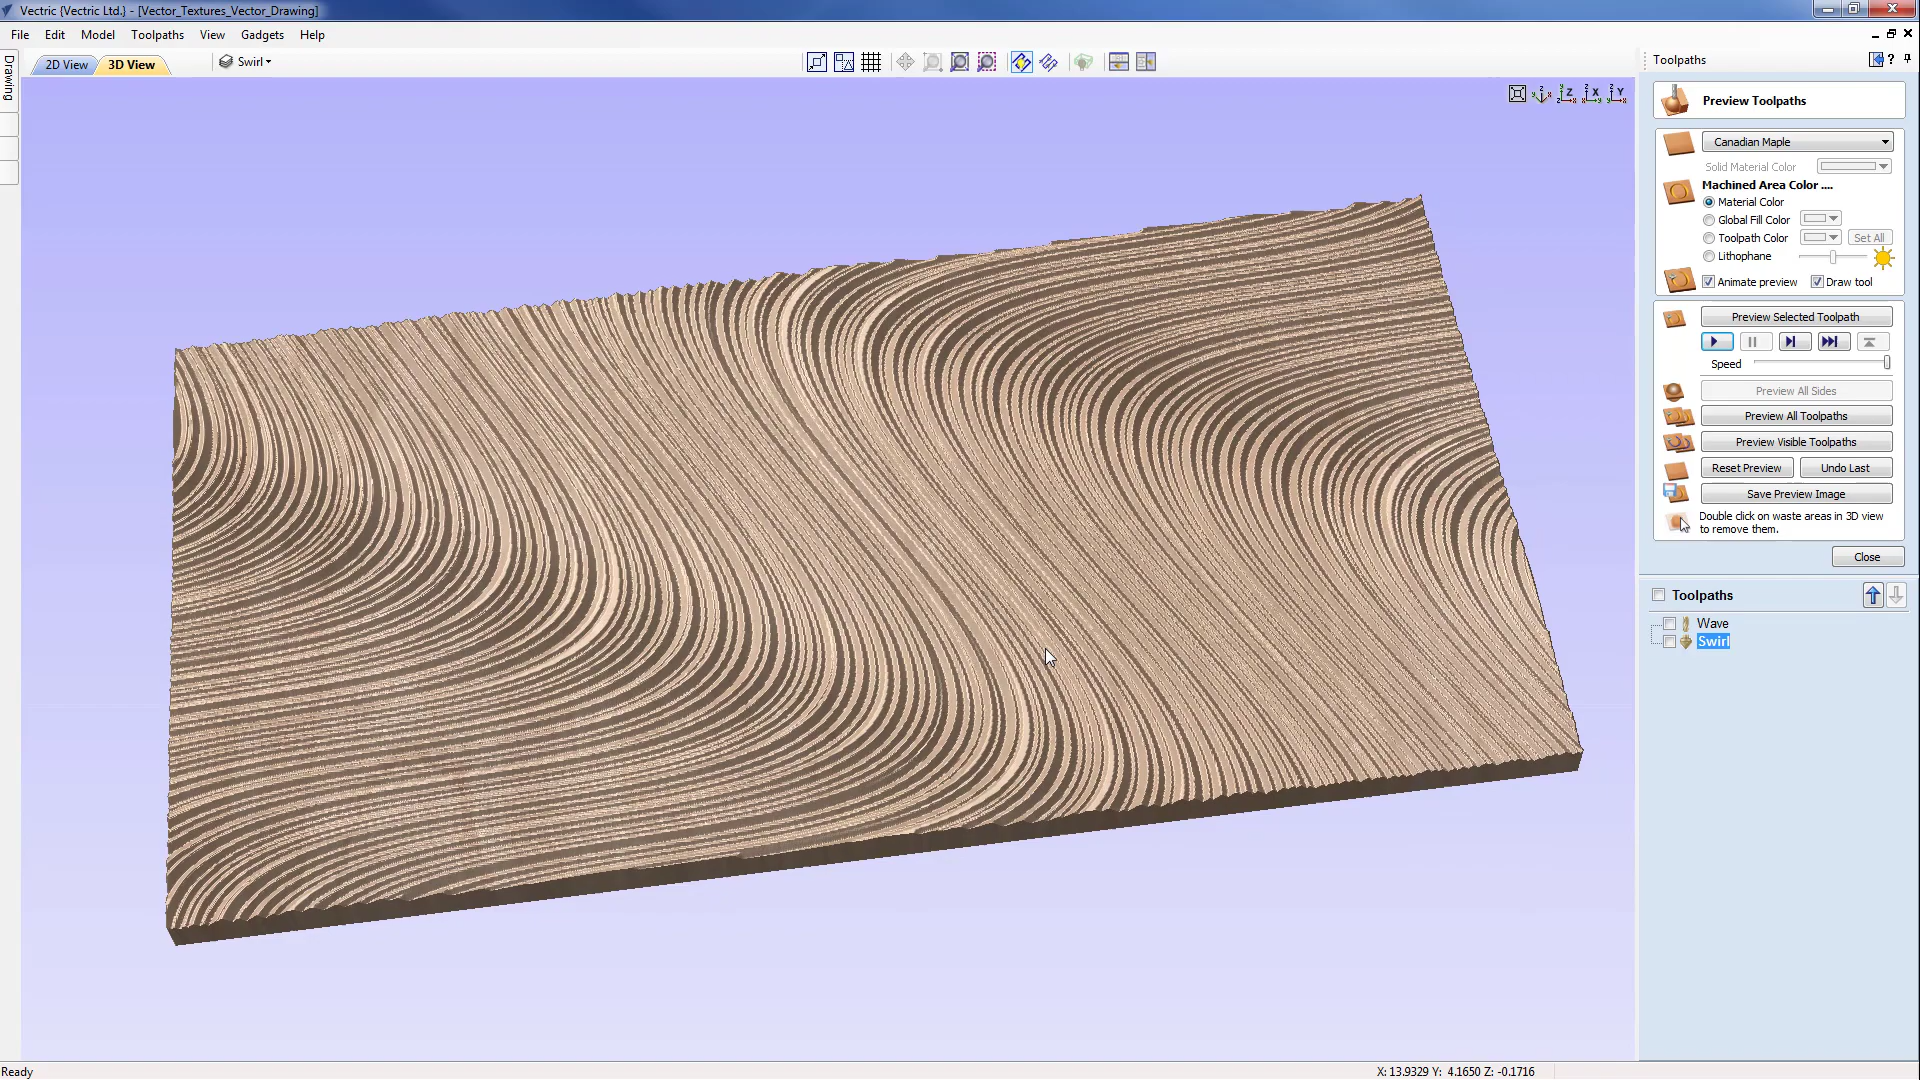 Vectric {Vectric Ltd.} - [Vector_Textures_Vector_Drawing]
File Edit Model Toolpaths View Gadgets Help
Drawing
2D View
3D View
Swirl
Toolpaths
?
Preview Toolpaths
Canadian Maple
Solid Material Color
Machined Area Color ....
Material Color
Global Fill Color
Toolpath Color
Set All
Lithophane
Animate preview
Draw tool
Preview Selected Toolpath
Speed
Preview All Sides
Preview All Toolpaths
Preview Visible Toolpaths
Reset Preview
Undo Last
Save Preview Image
Double click on waste areas in 3D view
to remove them.
Close
Toolpaths
Wave
Swirl
Ready
X: 13.9329 Y: 4.1650 Z: -0.1716